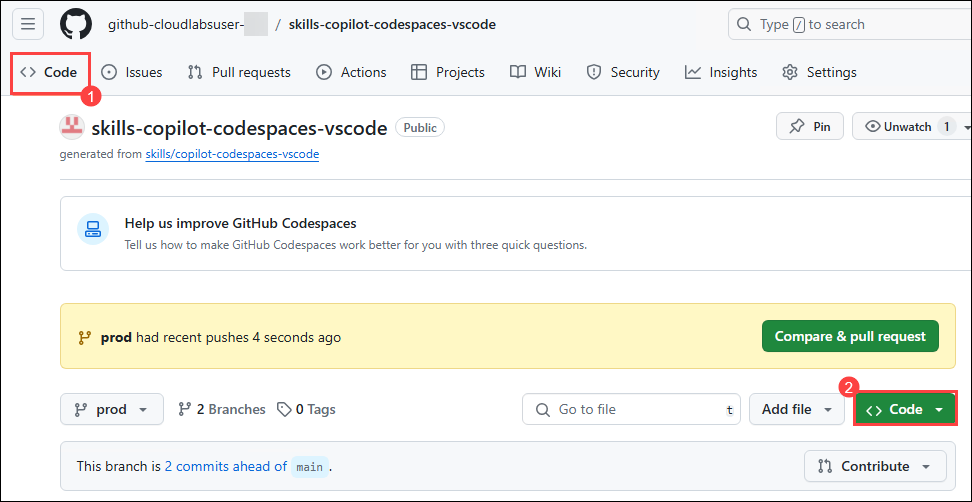 github-cloudlabsuser- / skills-copilot-codespaces-vscode
Type / to search
Code Issues Pull requests Actions Projects Wiki Security Insights Settings
1
skills-copilot-codespaces-vscode Public
Pin Unwatch 1
generated from skills/copilot-codespaces-vscode
Help us improve GitHub Codespaces
Tell us how to make GitHub Codespaces work better for you with three quick questions.
prod had recent pushes 4 seconds ago
Compare & pull request
2
prod 2 Branches 0 Tags Go to file t Add file Code
This branch is 2 commits ahead of main .
Contribute